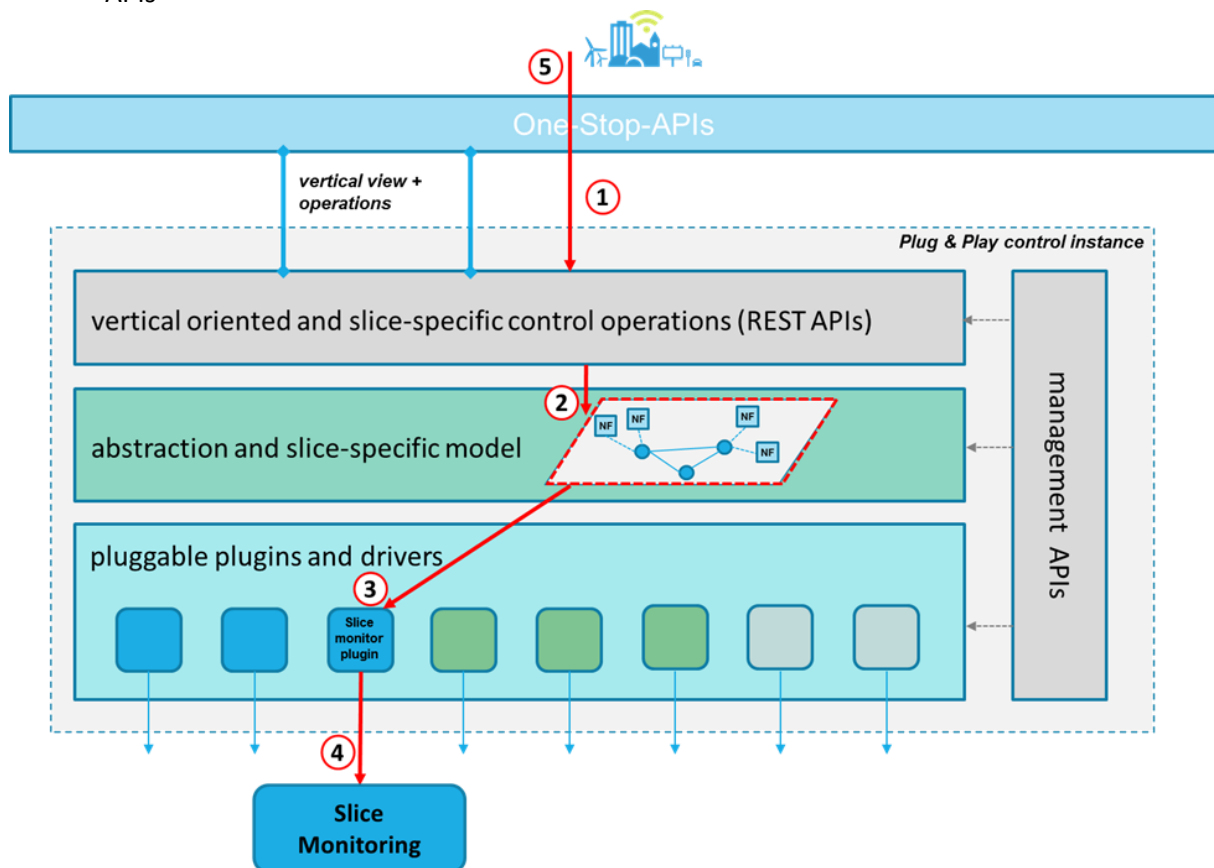 APIs
5
One-Stop-APIs
vertical view +
operations
1
Plug & Play control instance
vertical oriented and slice-specific control operations (REST APIs)
2
NF
NF
NF
NF
abstraction and slice-specific model
management APIs
pluggable plugins and drivers
3
Slice
monitor
plugin
4
Slice
Monitoring